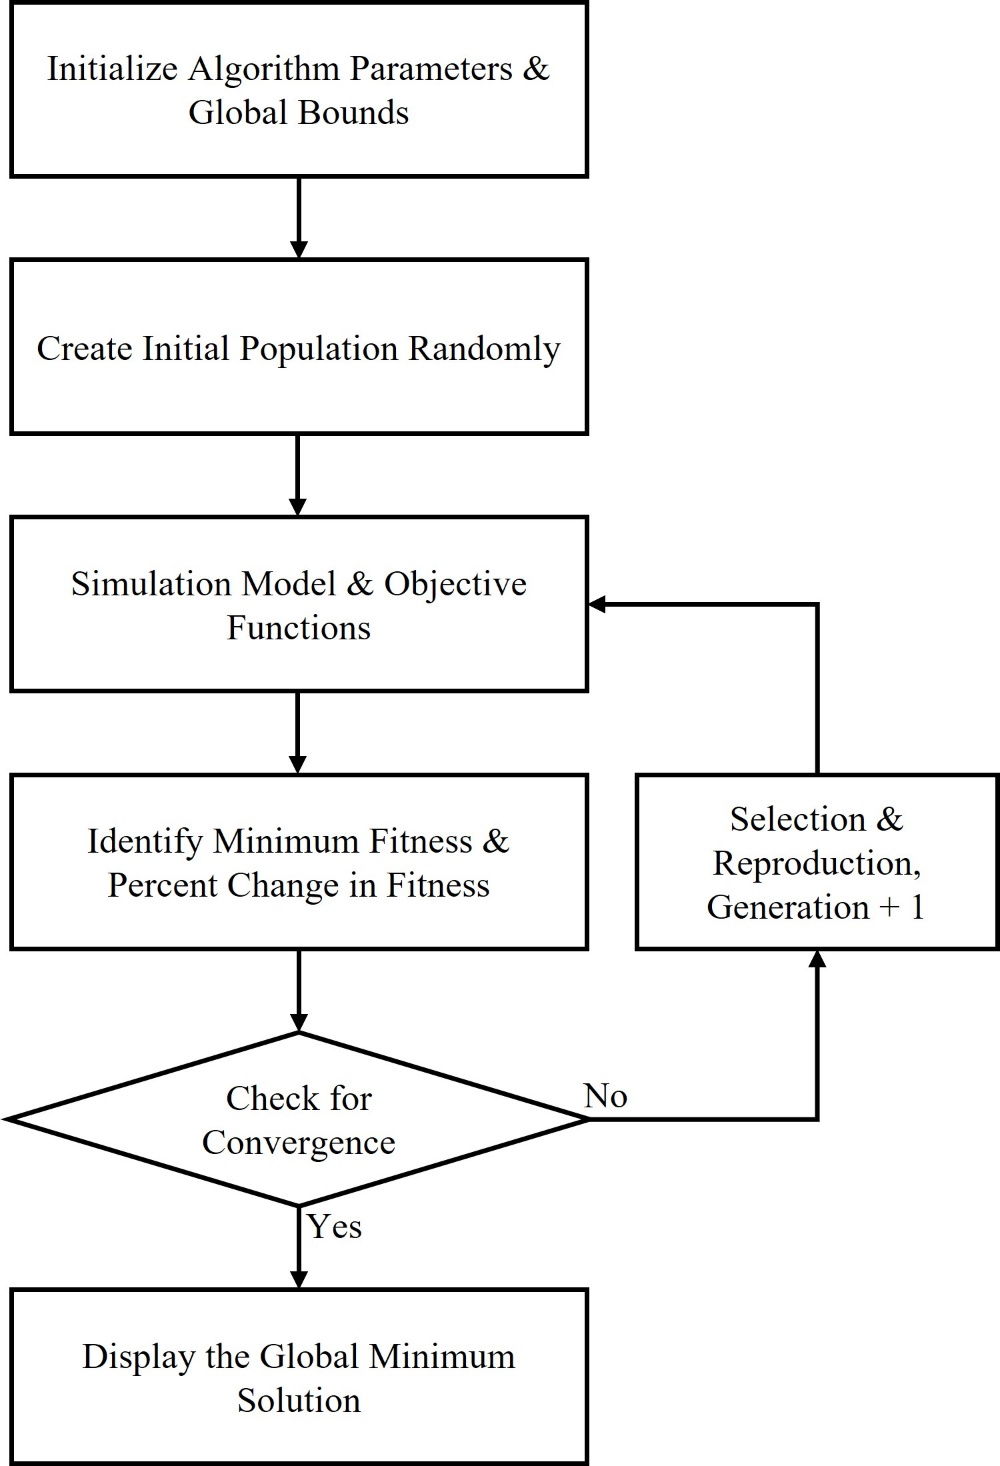 Initialize Algorithm Parameters &
Global Bounds
Create Initial Population Randomly
Simulation Model & Objective
Functions
Identify Minimum Fitness &
Percent Change in Fitness
Selection &
Reproduction,
Generation + 1
Check for
Convergence
No
Yes
Display the Global Minimum
Solution